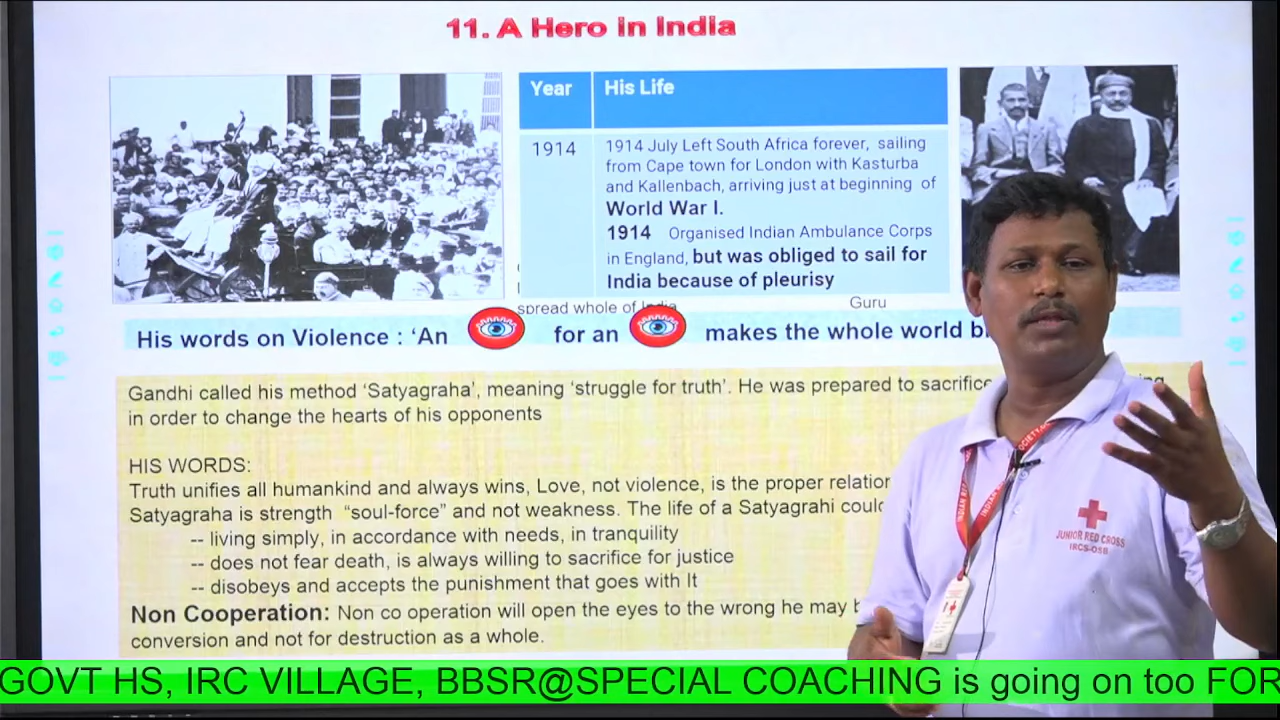 11. A Hero in India
Year
His Life
1914
1914 July Left South Africa forever, sailing
from Cape town for London with Kasturba
and Kallenbach, arriving just at beginning of
World War I.
1914 Organised Indian Ambulance Corps
in England, but was obliged to sail for
India because of pleurisy
spread whole of India
Guru
His words on Violence : ‘An for an makes the whole world
Gandhi called his method ‘Satyagraha’, meaning ‘struggle for truth’. He was prepared to sacrifice
in order to change the hearts of his opponents
HIS WORDS:
Truth unifies all humankind and always wins, Love, not violence, is the proper
Satyagraha is strength “soul-force” and not weakness. The life of a Satyagrahi
-- living simply, in accordance with needs, in tranquility
-- does not fear death, is always willing to sacrifice for justice
-- disobeys and accepts the punishment that goes with It
Non Cooperation: Non co operation will open the eyes to the wrong he may
conversion and not for destruction as a whole.
JUNIOR RED CROSS
IRCS-OSB
GOVT HS, IRC VILLAGE, BBSR@SPECIAL COACHING is going on too FOR